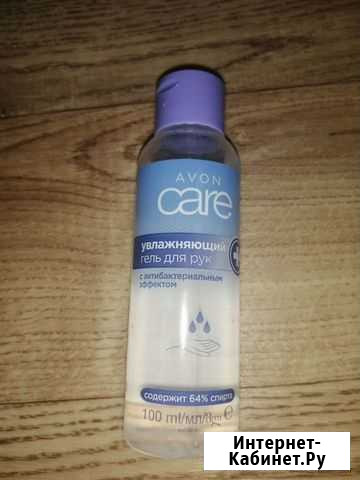 AVON
care
увлажняющий
гель для рук
с антибактериальным
эффектом
содержит 64% спирта
100 ml/мл/
Интернет-
Кабинет.Ру